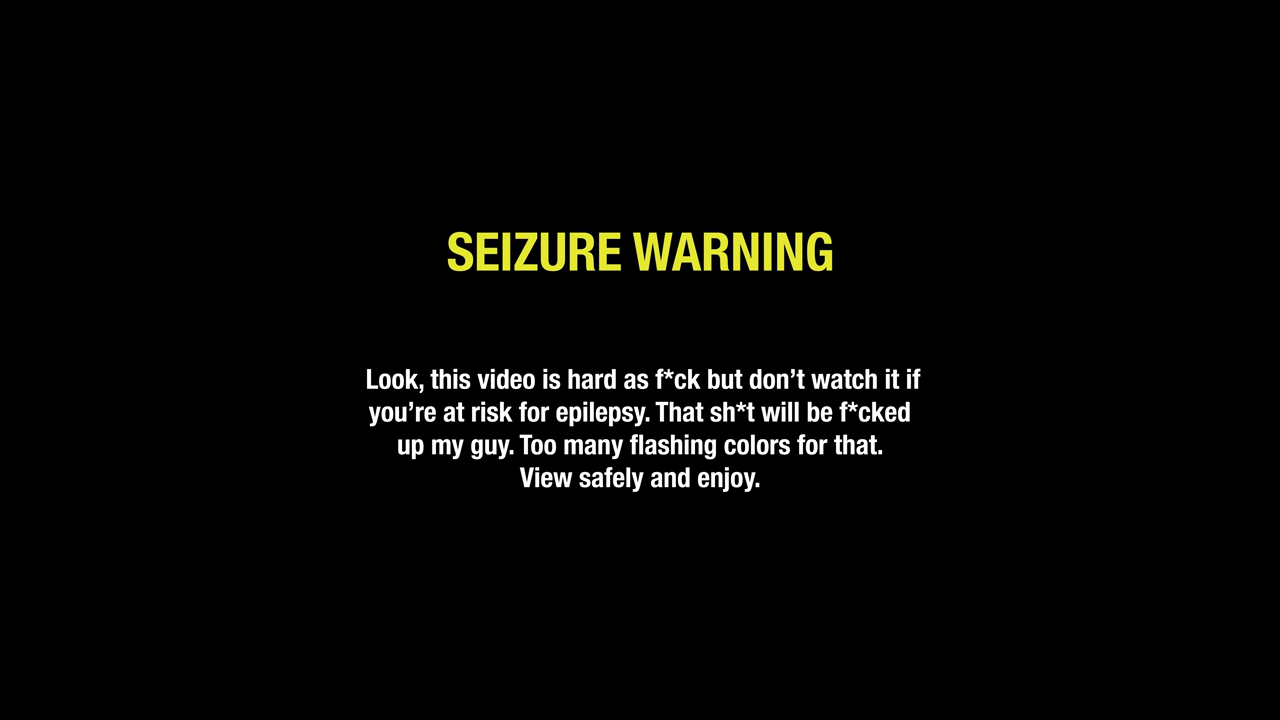 SEIZURE WARNING
Look, this video is hard as f*ck but don’t watch it if
you’re at risk for epilepsy. That sh*t will be f*cked
up my guy. Too many flashing colors for that.
View safely and enjoy.